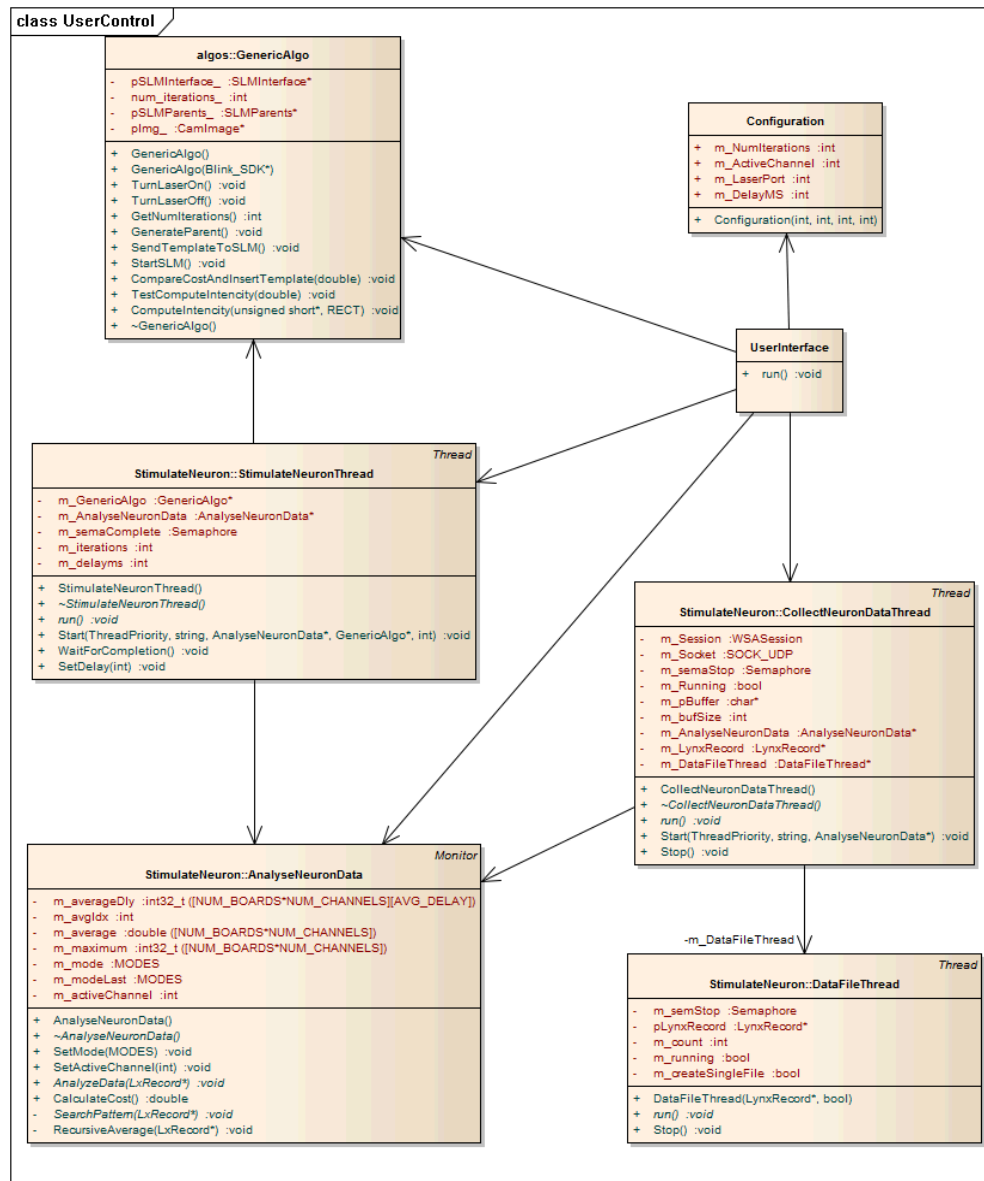 class UserControl
algos::GenericAlgo
- pSLMInterface_ :SLMInterface*
- num_iterations_ :int
- pSLMParents_ :SLMParents*
- pImg_ :CamImage*
+ GenericAlgo()
+ GenericAlgo(Blink_SDK*)
+ TurnLaserOn() :void
+ TurnLaserOff() :void
+ GetNumIterations() :int
+ GenerateParent() :void
+ SendTemplateToSLM() :void
+ StartSLM() :void
+ CompareCostAndInsertTemplate(double) :void
+ TestComputeIntencity(double) :void
+ ComputeIntencity(unsigned short*, RECT) :void
+ ~GenericAlgo()
Configuration
+ m_NumIterations :int
+ m_ActiveChannel :int
+ m_LaserPort :int
+ m_DelayMS :int
+ Configuration(int, int, int, int)
UserInterface
+ run() :void
Thread
StimulateNeuron::StimulateNeuronThread
- m_GenericAlgo :GenericAlgo*
- m_AnalyseNeuronData :AnalyseNeuronData*
- m_semaComplete :Semaphore
- m_iterations :int
- m_delayms :int
+ StimulateNeuronThread()
+ ~StimulateNeuronThread()
+ run() :void
+ Start(ThreadPriority, string, AnalyseNeuronData*, GenericAlgo*, int) :void
+ WaitForCompletion() :void
+ SetDelay(int) :void
Thread
StimulateNeuron::CollectNeuronDataThread
- m_Session :WSASession
- m_Socket :SOCK_UDP
- m_semaStop :Semaphore
- m_Running :bool
- m_pBuffer :char*
- m_bufSize :int
- m_AnalyseNeuronData :AnalyseNeuronData*
- m_LynxRecord :LynxRecord*
- m_DataFileThread :DataFileThread*
+ CollectNeuronDataThread()
+ ~CollectNeuronDataThread()
+ run() :void
+ Start(ThreadPriority, string, AnalyseNeuronData*) :void
+ Stop() :void
Monitor
StimulateNeuron::AnalyseNeuronData
- m_averageDly :int32_t ([NUM_BOARDS*NUM_CHANNELS][AVG_DELAY])
- m_avgIdx :int
- m_average :double ([NUM_BOARDS*NUM_CHANNELS])
- m_maximum :int32_t ([NUM_BOARDS*NUM_CHANNELS])
- m_mode :MODES
- m_modeLast :MODES
- m_activeChannel :int
+ AnalyseNeuronData()
+ ~AnalyseNeuronData()
+ SetMode(MODES) :void
+ SetActiveChannel(int) :void
+ AnalyzeData(LxRecord*) :void
+ CalculateCost() :double
- SearchPattern(LxRecord*) :void
- RecursiveAverage(LxRecord*) :void
-m_DataFileThread
Thread
StimulateNeuron::DataFileThread
- m_semStop :Semaphore
- pLynxRecord :LynxRecord*
- m_count :int
- m_running :bool
- m_createSingleFile :bool
+ DataFileThread(LynxRecord*, bool)
+ run() :void
+ Stop() :void